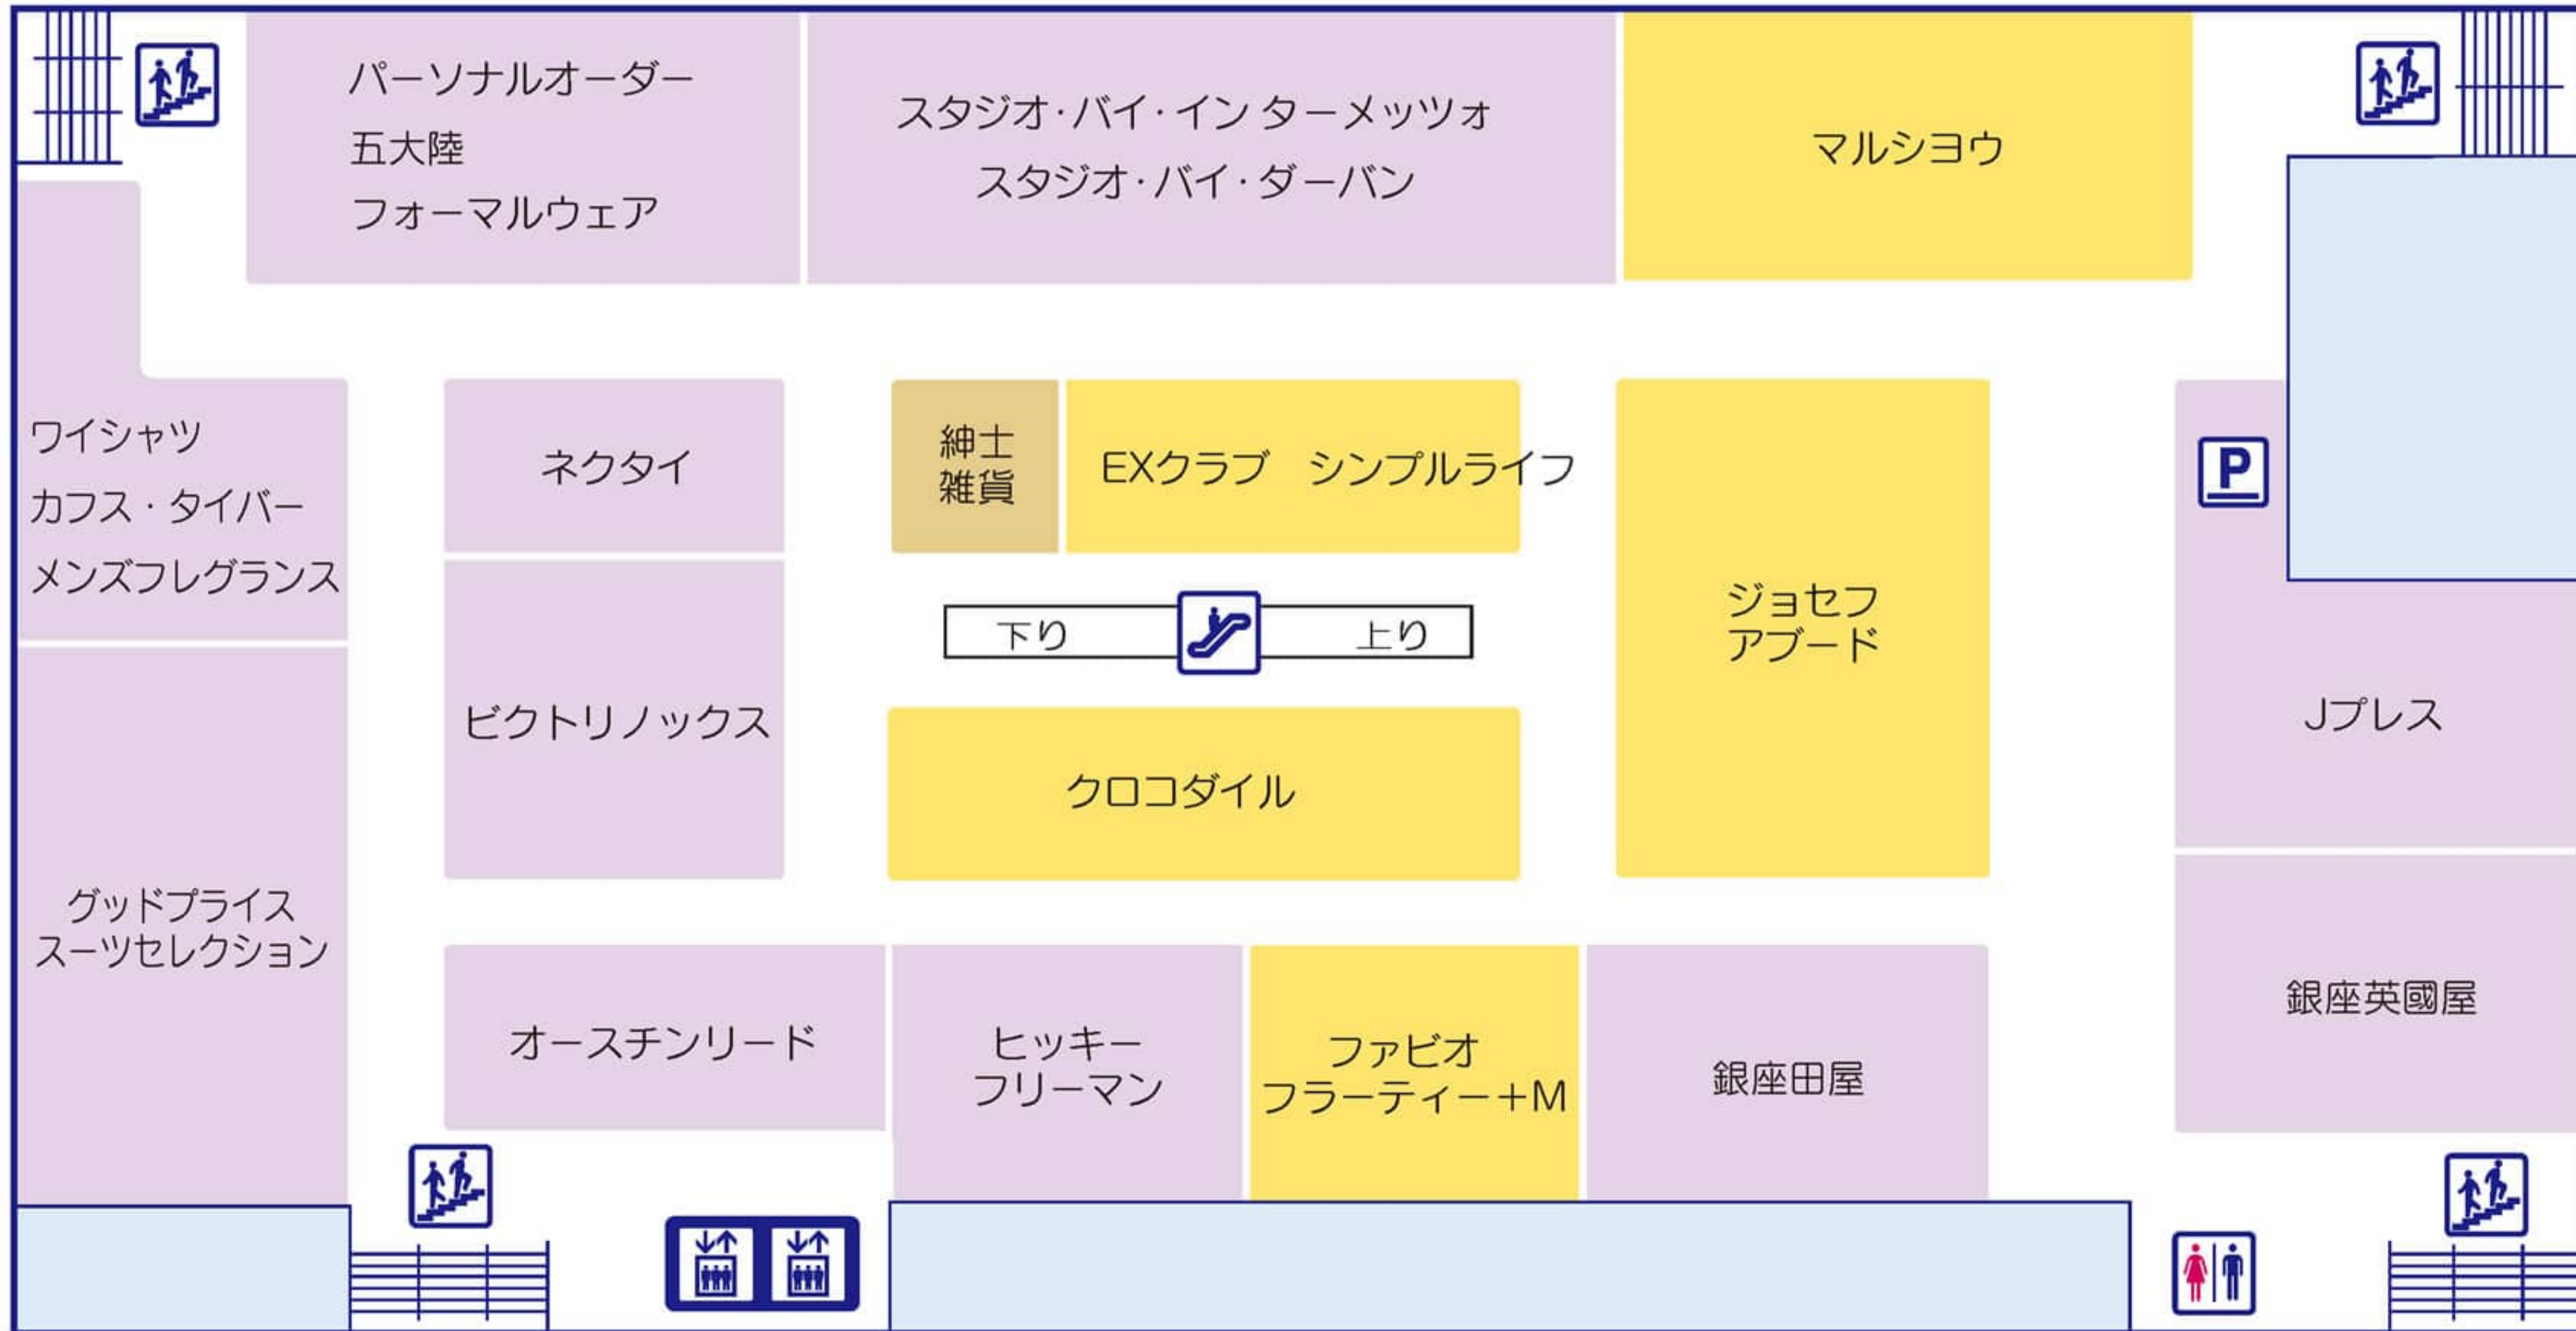 パーソナルオーダー
五大陸
フォーマルウェア
スタジオ・バイ・インターメッツォ
スタジオ・バイ・ダーバン
マルシヨウ
ワイシャツ
カフス・タイバー
メンズフレグランス
ネクタイ
紳士
雑貨
EXクラブ　シンプルライフ
ジョセフ
アブード
P
ビクトリノックス
下り
上り
Jプレス
クロコダイル
グッドプライス
スーツセレクション
オースチンリード
ヒッキー
フリーマン
ファビオ
フラーティー+M
銀座田屋
銀座英國屋